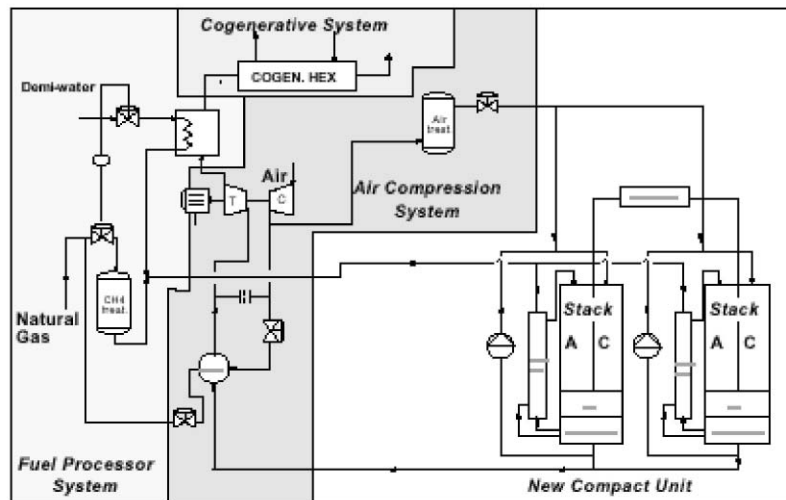 Cogenerative System
COGEN. HEX
Demi-water
Air
treat.
Air
T
C
Air Compression
System
CH4
treat.
Natural
Gas
Stack
A C
Stack
A C
Fuel Processor
System
New Compact Unit